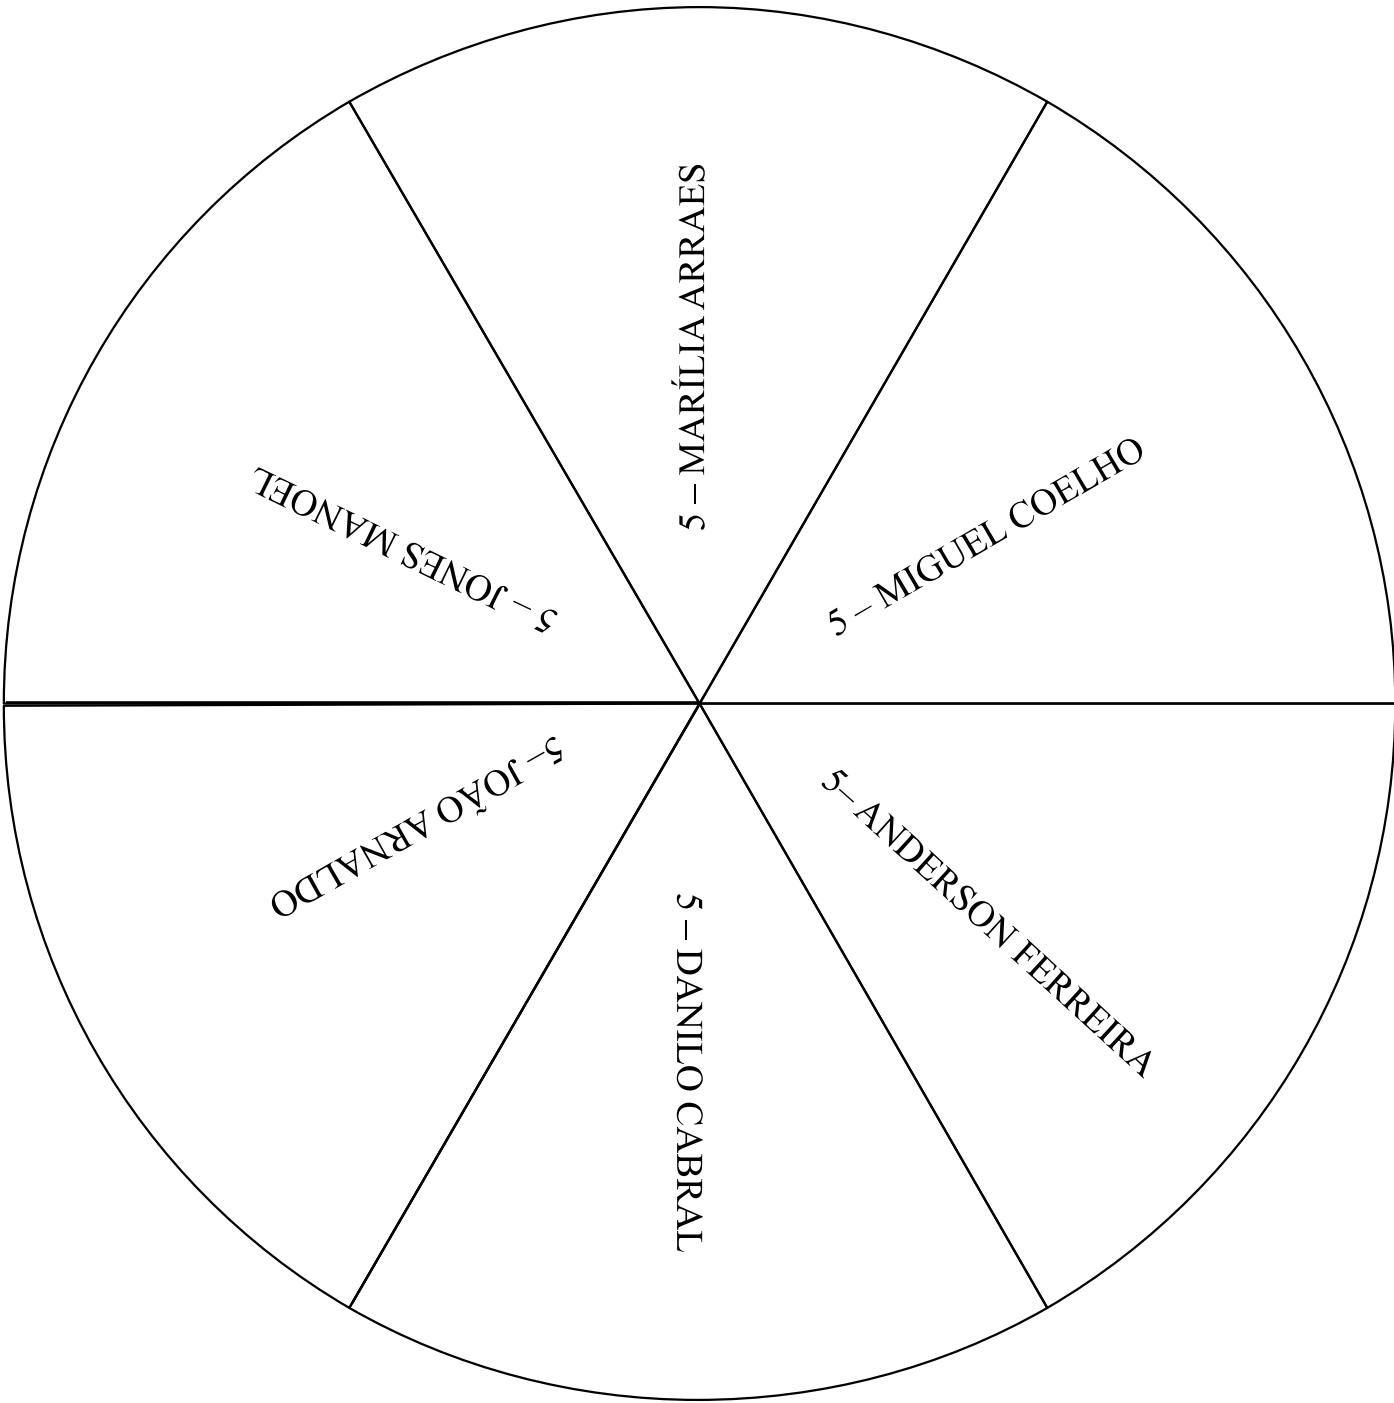 5 – MARÍLIA ARRAES
5 – MIGUEL COELHO
5– ANDERSON FERREIRA
5 – DANILO CABRAL
5– JOÃO ARNALDO
5 – JONES MANOEL